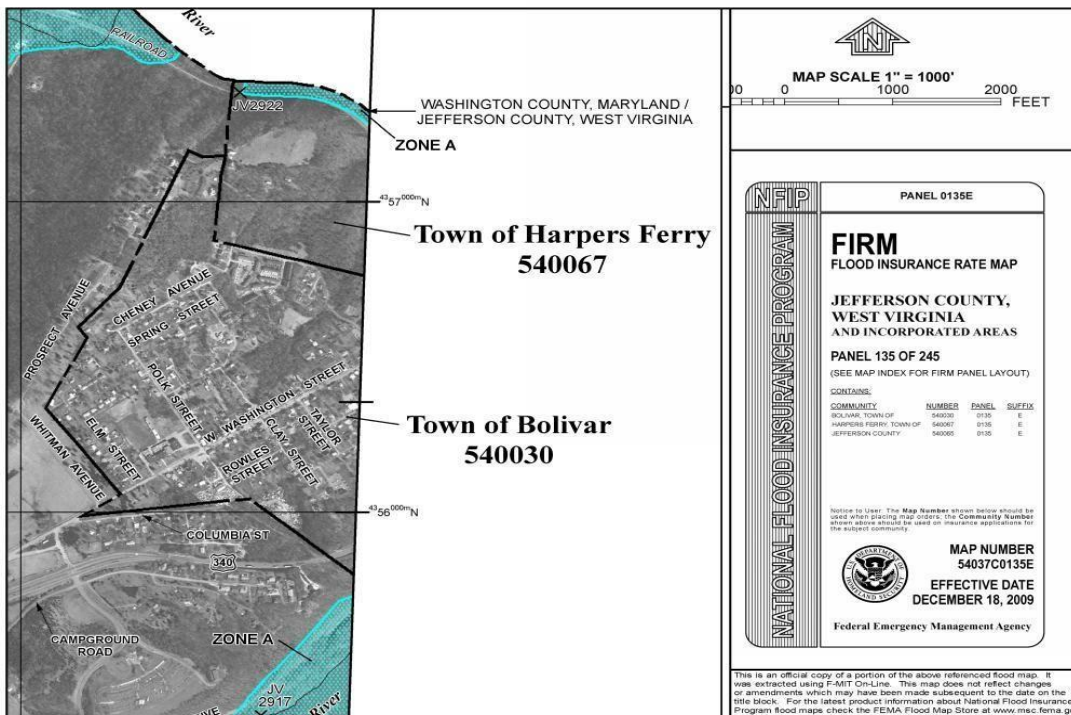 River
RAILROAD
JV2922
WASHINGTON COUNTY, MARYLAND /
JEFFERSON COUNTY, WEST VIRGINIA
ZONE A
4357000mN
Town of Harpers Ferry
540067
CHENEY AVENUE
SPRING STREET
PROSPECT AVENUE
POLK STREET
W. WASHINGTON STREET
TAYLOR STREET
CLAY STREET
Town of Bolivar
540030
ELM STREET
WHITMAN AVENUE
ROWLES STREET
4356000mN
COLUMBIA ST
340
CAMPGROUND
ROAD
ZONE A
JV
2917
River
N
MAP SCALE 1" = 1000'
0 1000 2000
FEET
NFIP
NATIONAL FLOOD INSURANCE PROGRAM
PANEL 0135E
FIRM
FLOOD INSURANCE RATE MAP
JEFFERSON COUNTY,
WEST VIRGINIA
AND INCORPORATED AREAS
PANEL 135 OF 245
(SEE MAP INDEX FOR FIRM PANEL LAYOUT)
CONTAINS:
COMMUNITY NUMBER PANEL SUFFIX
BOLIVAR, TOWN OF 540030 0135 E
HARPERS FERRY, TOWN OF 540067 0135 E
JEFFERSON COUNTY 540065 0135 E
Notice to User: The Map Number shown below should be
used when placing map orders; the Community Number
shown above should be used on insurance applications for
the subject community.
U.S. DEPARTMENT OF HOMELAND SECURITY
MAP NUMBER
54037C0135E
EFFECTIVE DATE
DECEMBER 18, 2009
Federal Emergency Management Agency
This is an official copy of a portion of the above referenced flood map. It
was extracted using F-MIT On-Line. This map does not reflect changes
or amendments which may have been made subsequent to the date on the
title block. For the latest product information about National Flood Insurance
Program flood maps check the FEMA Flood Map Store at www.msc.fema.g